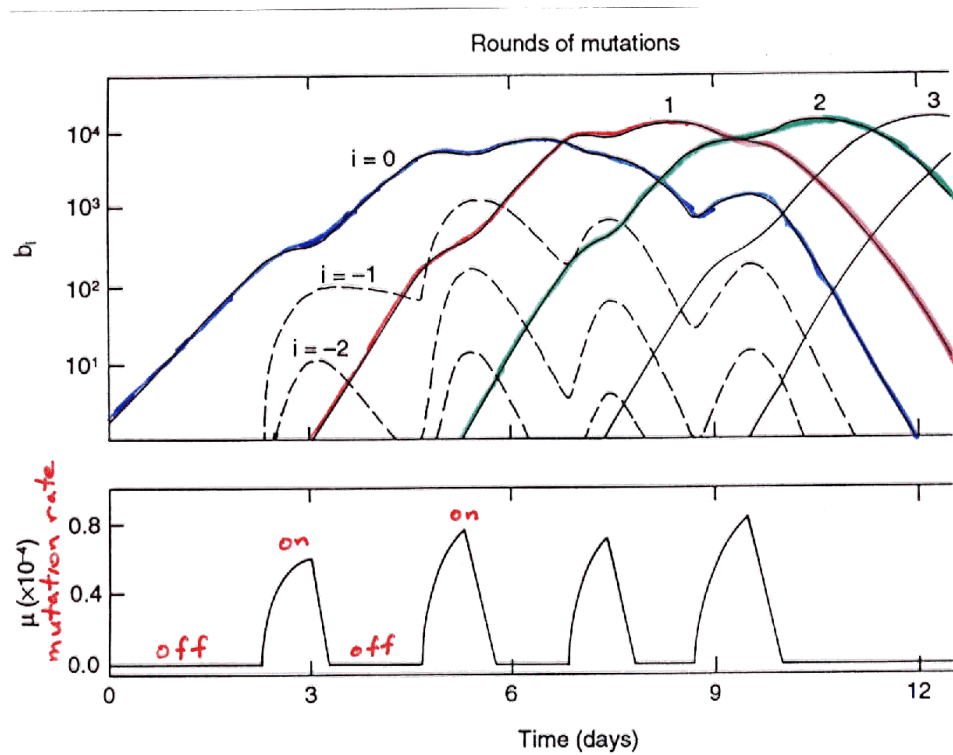 Rounds of mutations
1
2
3
i = 0
i = −1
i = −2
10⁴
10³
10²
10¹
bᵢ
on
on
off
off
0.8
0.4
0.0
μ (×10⁻⁴)
mutation rate
0
3
6
9
12
Time (days)